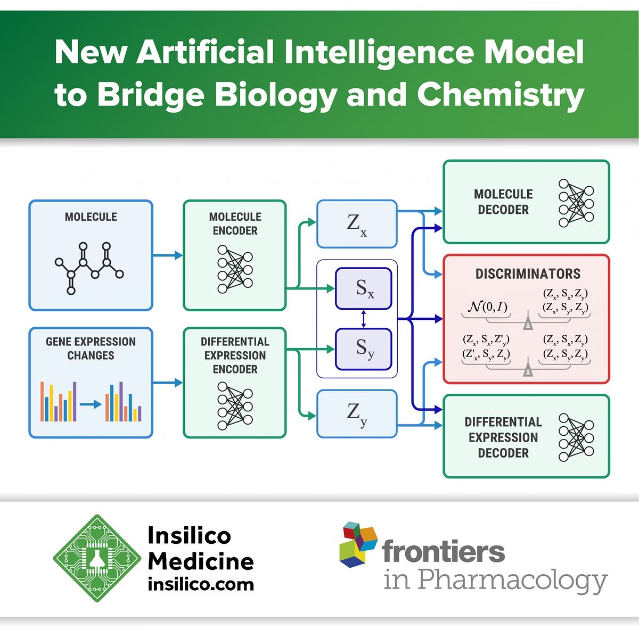 New Artificial Intelligence Model
to Bridge Biology and Chemistry
MOLECULE
MOLECULE
ENCODER
Zx
MOLECULE
DECODER
Sx
DISCRIMINATORS
𝒩(0, I)
(Zx, Sx, Zy)
(Zx, Sy, Zy)
GENE EXPRESSION
CHANGES
DIFFERENTIAL
EXPRESSION
ENCODER
Sy
(Zx, Sx, Z'y)
(Z'x, Sy, Zy)
(Zx, Sx, Zy)
(Zx, Sy, Zy)
Zy
DIFFERENTIAL
EXPRESSION
DECODER
Insilico
Medicine
insilico.com
frontiers
in Pharmacology